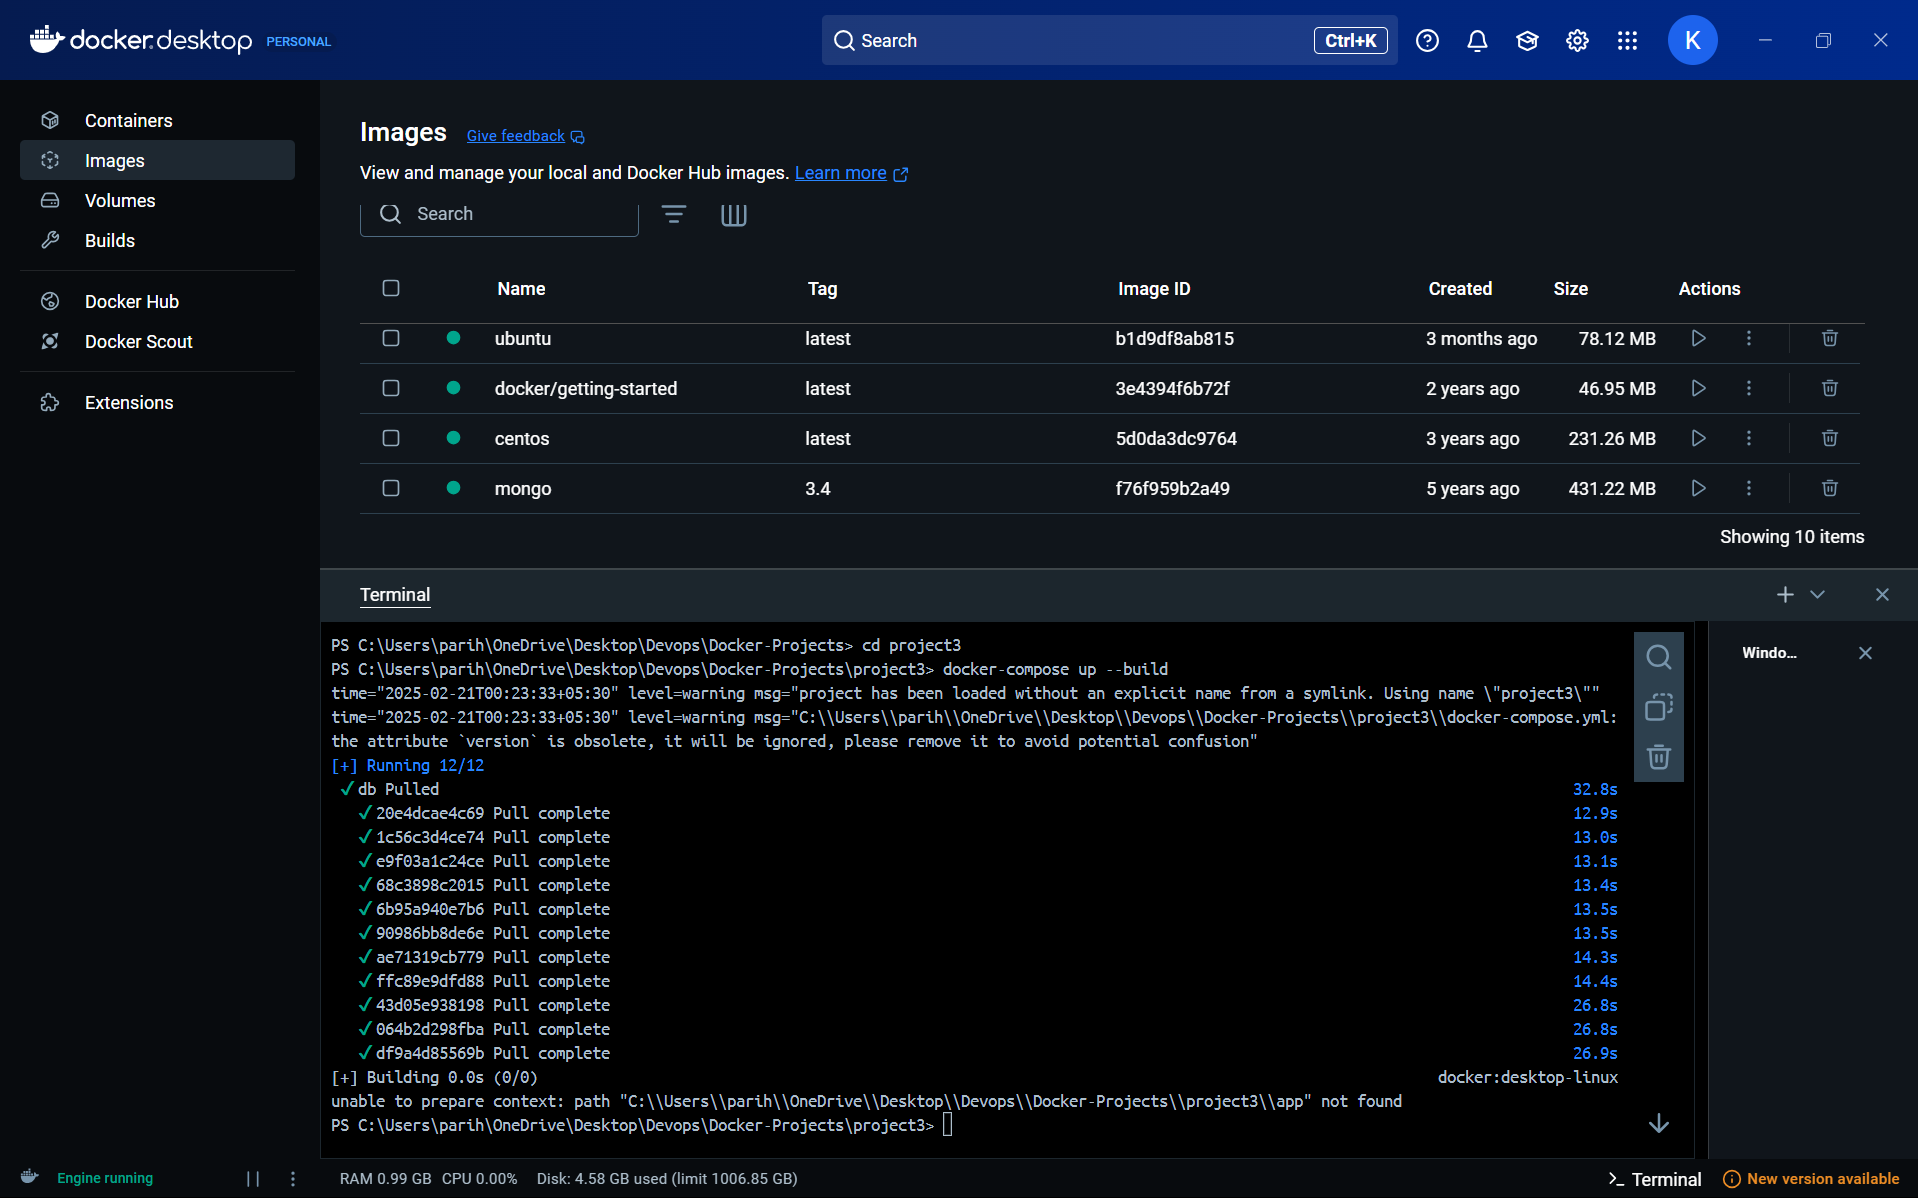 docker.desktop PERSONAL
Search Ctrl+K
K
Containers
Images
Volumes
Builds
Docker Hub
Docker Scout
Extensions
Images Give feedback
View and manage your local and Docker Hub images. Learn more
Search
Name Tag Image ID Created Size Actions
ubuntu latest b1d9df8ab815 3 months ago 78.12 MB
docker/getting-started latest 3e4394f6b72f 2 years ago 46.95 MB
centos latest 5d0da3dc9764 3 years ago 231.26 MB
mongo 3.4 f76f959b2a49 5 years ago 431.22 MB
Showing 10 items
Terminal
Windo...
PS C:\Users\parih\OneDrive\Desktop\Devops\Docker-Projects> cd project3
PS C:\Users\parih\OneDrive\Desktop\Devops\Docker-Projects\project3> docker-compose up --build
time="2025-02-21T00:23:33+05:30" level=warning msg="project has been loaded without an explicit name from a symlink. Using name \"project3\""
time="2025-02-21T00:23:33+05:30" level=warning msg="C:\\Users\\parih\\OneDrive\\Desktop\\Devops\\Docker-Projects\\project3\\docker-compose.yml:
the attribute `version` is obsolete, it will be ignored, please remove it to avoid potential confusion"
[+] Running 12/12
✓ db Pulled 32.8s
✓ 20e4dcae4c69 Pull complete 12.9s
✓ 1c56c3d4ce74 Pull complete 13.0s
✓ e9f03a1c24ce Pull complete 13.1s
✓ 68c3898c2015 Pull complete 13.4s
✓ 6b95a940e7b6 Pull complete 13.5s
✓ 90986bb8de6e Pull complete 13.5s
✓ ae71319cb779 Pull complete 14.3s
✓ ffc89e9dfd88 Pull complete 14.4s
✓ 43d05e938198 Pull complete 26.8s
✓ 064b2d298fba Pull complete 26.8s
✓ df9a4d85569b Pull complete 26.9s
[+] Building 0.0s (0/0) docker:desktop-linux
unable to prepare context: path "C:\\Users\\parih\\OneDrive\\Desktop\\Devops\\Docker-Projects\\project3\\app" not found
PS C:\Users\parih\OneDrive\Desktop\Devops\Docker-Projects\project3>
Engine running RAM 0.99 GB CPU 0.00% Disk: 4.58 GB used (limit 1006.85 GB) Terminal New version available